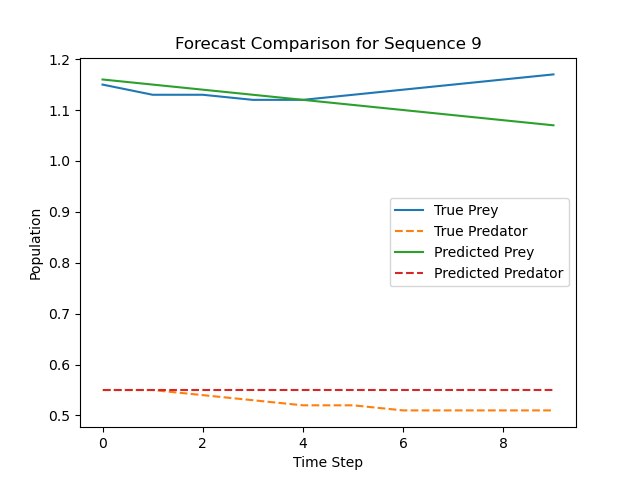 Forecast Comparison for Sequence 9
1.2
1.1
1.0
0.9
0.8
0.7
0.6
0.5
Population
True Prey
True Predator
Predicted Prey
Predicted Predator
0 2 4 6 8
Time Step